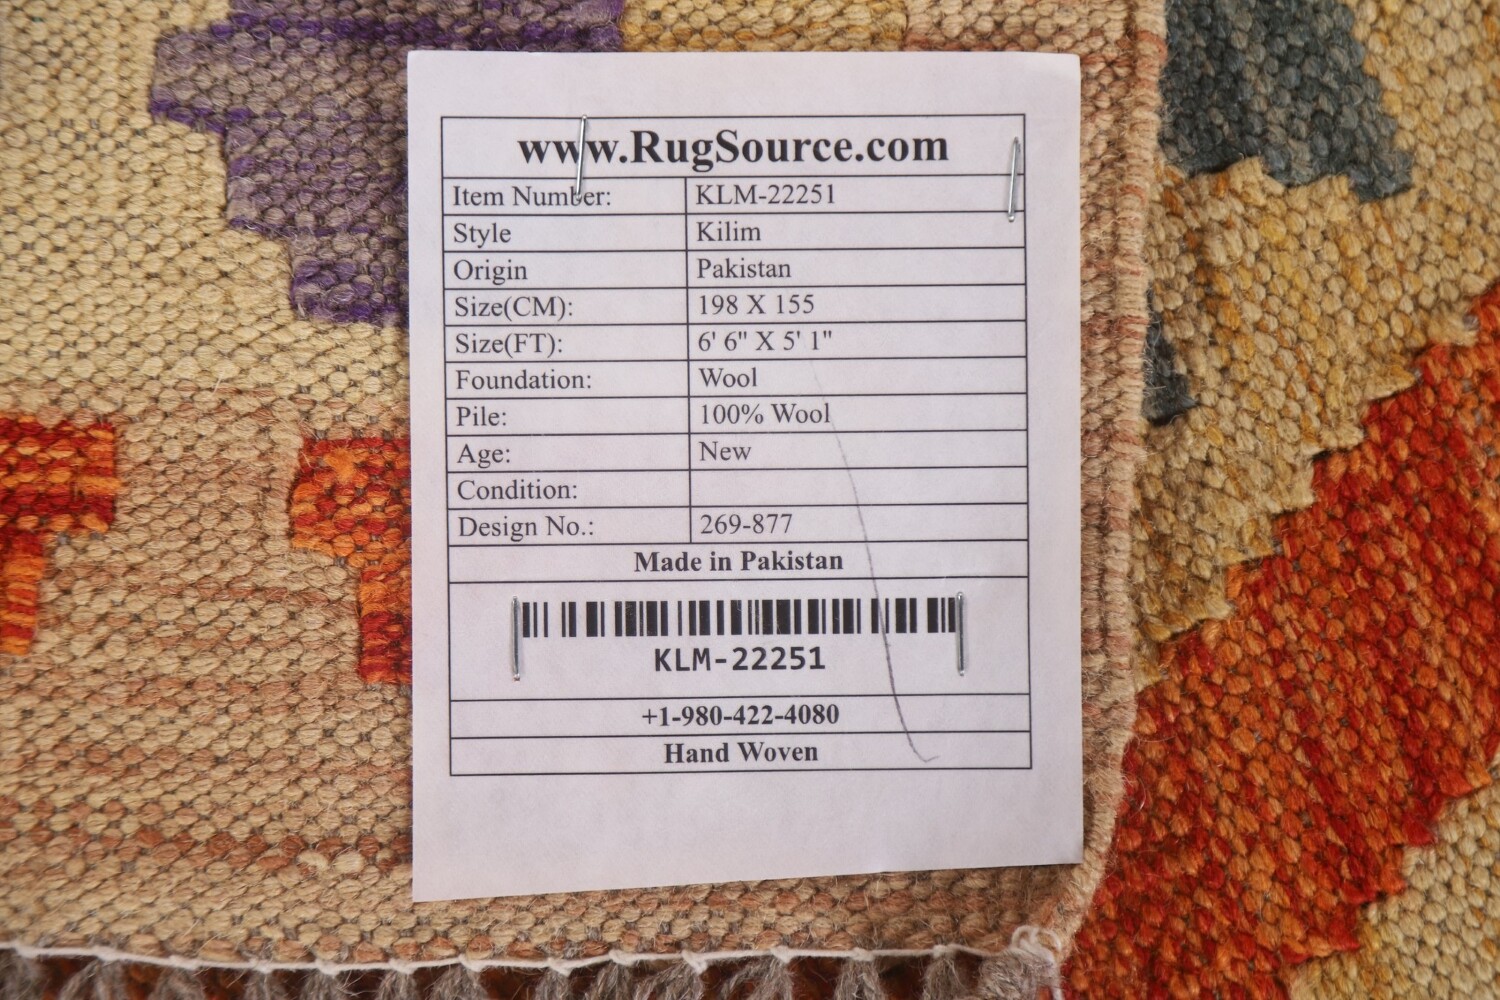 www.RugSource.com
Item Number: KLM-22251
Style Kilim
Origin Pakistan
Size(CM): 198 X 155
Size(FT): 6' 6" X 5' 1"
Foundation: Wool
Pile: 100% Wool
Age: New
Condition:
Design No.: 269-877
Made in Pakistan
KLM-22251
+1-980-422-4080
Hand Woven